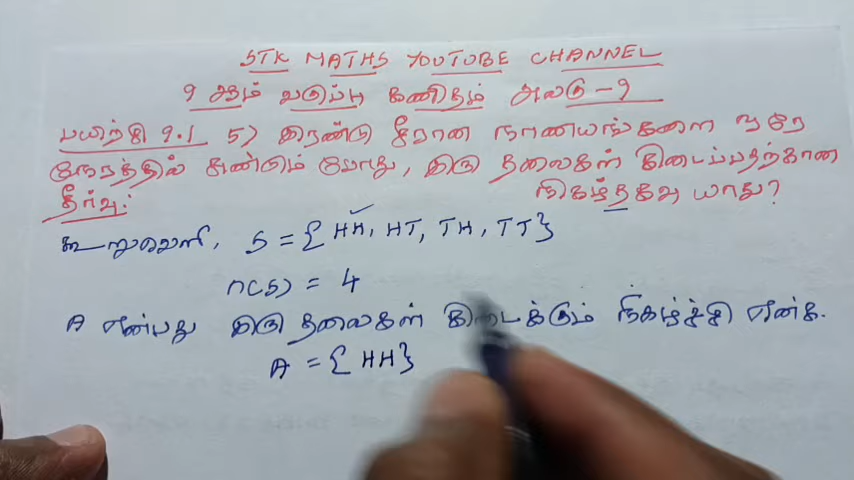 STK MATHS YOUTUBE CHANNEL
9 ஆம் வகுப்பு கணிதம் அலகு - 9
பயிற்சி 9.1 5) இரண்டு சீரான நாணயங்களை ஒரே
நேரத்தில் சுண்டும் போது, இரு தலைகள் கிடைப்பதற்கான
நிகழ்தகவு யாது?
தீர்வு:
கூறுவெளி, S = {HH, HT, TH, TT}
n(S) = 4
A என்பது இரு தலைகள் கிடைக்கும் நிகழ்ச்சி என்க.
A = {HH}